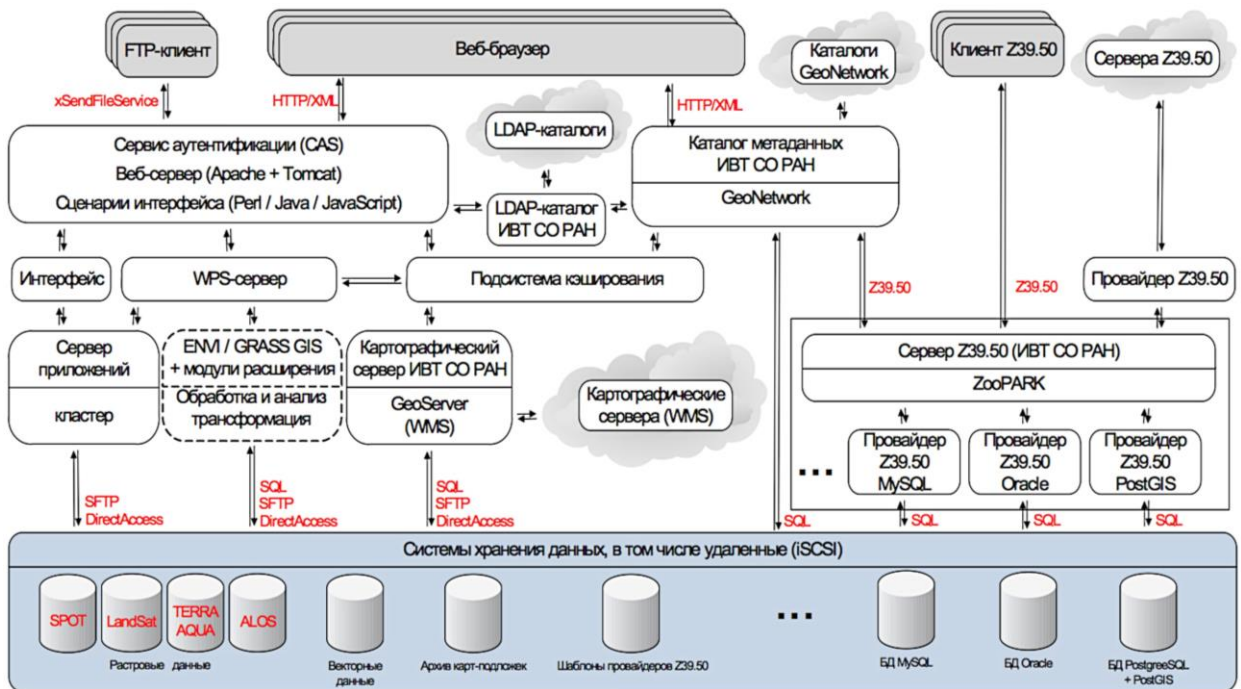 FTP-клиент
Веб-браузер
Каталоги
GeoNetwork
Клиент Z39.50
Сервера Z39.50
xSendFileService
HTTP/XML
HTTP/XML
LDAP-каталоги
Сервис аутентификации (CAS)
Веб-сервер (Apache + Tomcat)
Сценарии интерфейса (Perl / Java / JavaScript)
LDAP-каталог
ИВТ СО РАН
Каталог метаданных
ИВТ СО РАН
GeoNetwork
Интерфейс
WPS-сервер
Подсистема кэширования
Z39.50
Z39.50
Провайдер Z39.50
Сервер
приложений
кластер
ENVI / GRASS GIS
+ модули расширения
Обработка и анализ
трансформация
Картографический
сервер ИВТ СО РАН
GeoServer
(WMS)
Картографические
сервера (WMS)
Сервер Z39.50 (ИВТ СО РАН)
ZooPARK
...
Провайдер
Z39.50
MySQL
Провайдер
Z39.50
Oracle
Провайдер
Z39.50
PostGIS
SFTP
DirectAccess
SQL
SFTP
DirectAccess
SQL
SFTP
DirectAccess
SQL
SQL
SQL
SQL
Системы хранения данных, в том числе удаленные (iSCSI)
SPOT
LandSat
TERRA
AQUA
ALOS
...
Растровые данные
Векторные
данные
Архив карт-подложек
Шаблоны провайдеров Z39.50
БД MySQL
БД Oracle
БД PostgreeSQL
+ PostGIS